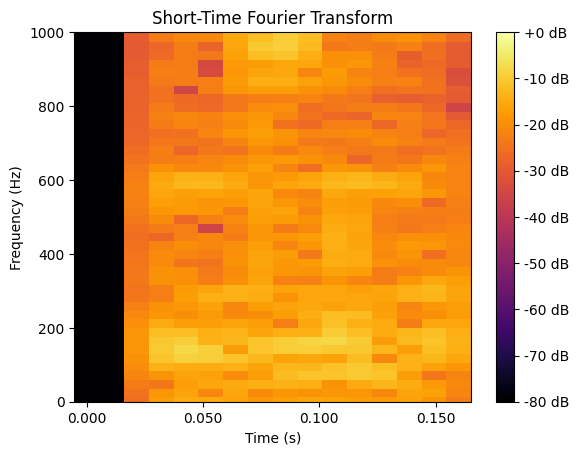 Short-Time Fourier Transform
1000
800
600
400
200
0
Frequency (Hz)
0.000
0.050
0.100
0.150
Time (s)
+0 dB
-10 dB
-20 dB
-30 dB
-40 dB
-50 dB
-60 dB
-70 dB
-80 dB